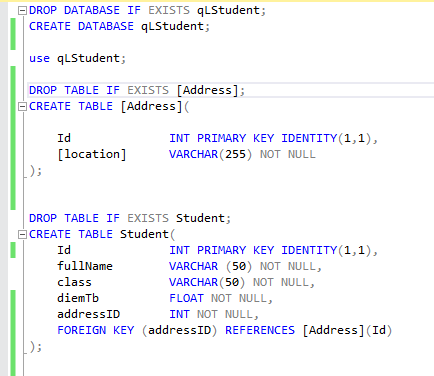 DROP DATABASE IF EXISTS qLStudent;
CREATE DATABASE qLStudent;
use qLStudent;
DROP TABLE IF EXISTS [Address];
CREATE TABLE [Address](
Id INT PRIMARY KEY IDENTITY(1,1),
[location] VARCHAR(255) NOT NULL
);
DROP TABLE IF EXISTS Student;
CREATE TABLE Student(
Id INT PRIMARY KEY IDENTITY(1,1),
fullName VARCHAR (50) NOT NULL,
class VARCHAR(50) NOT NULL,
diemTb FLOAT NOT NULL,
addressID INT NOT NULL,
FOREIGN KEY (addressID) REFERENCES [Address](Id)
);